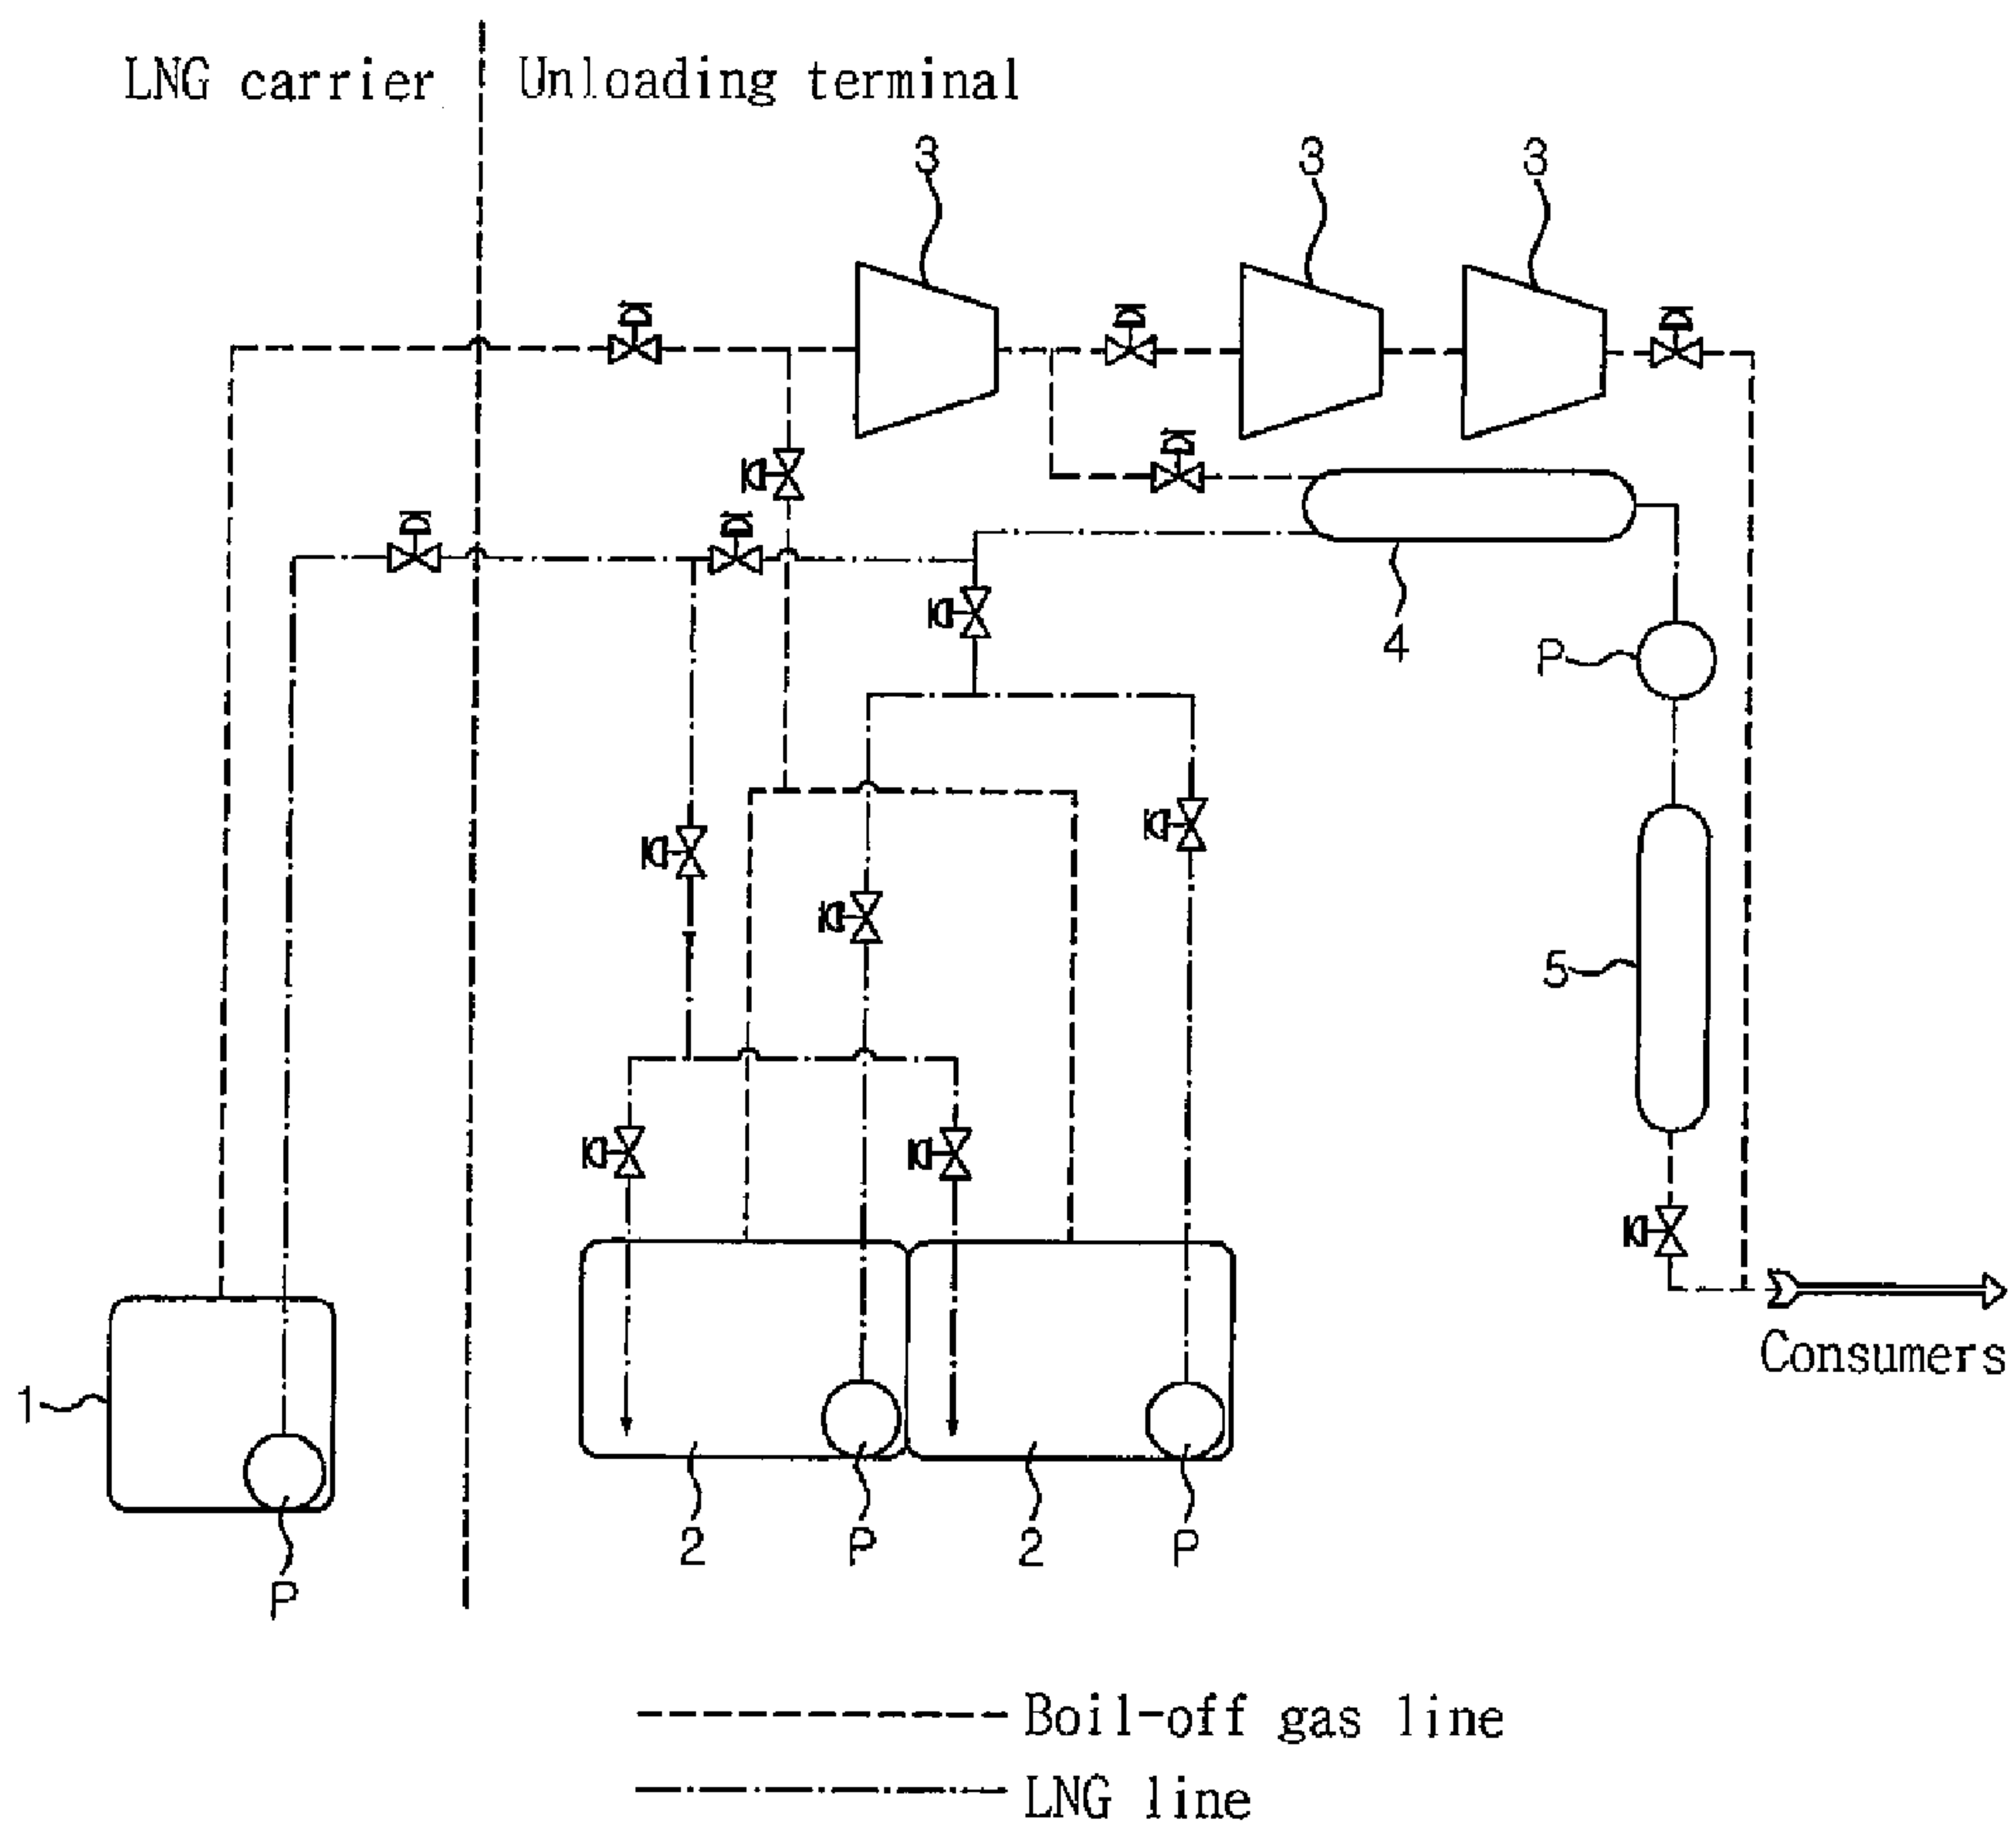 LNG carrier
Unloading terminal
3
3
3
4
P
5
Consumers
1
P
2
P
2
P
Boil-off gas line
LNG line